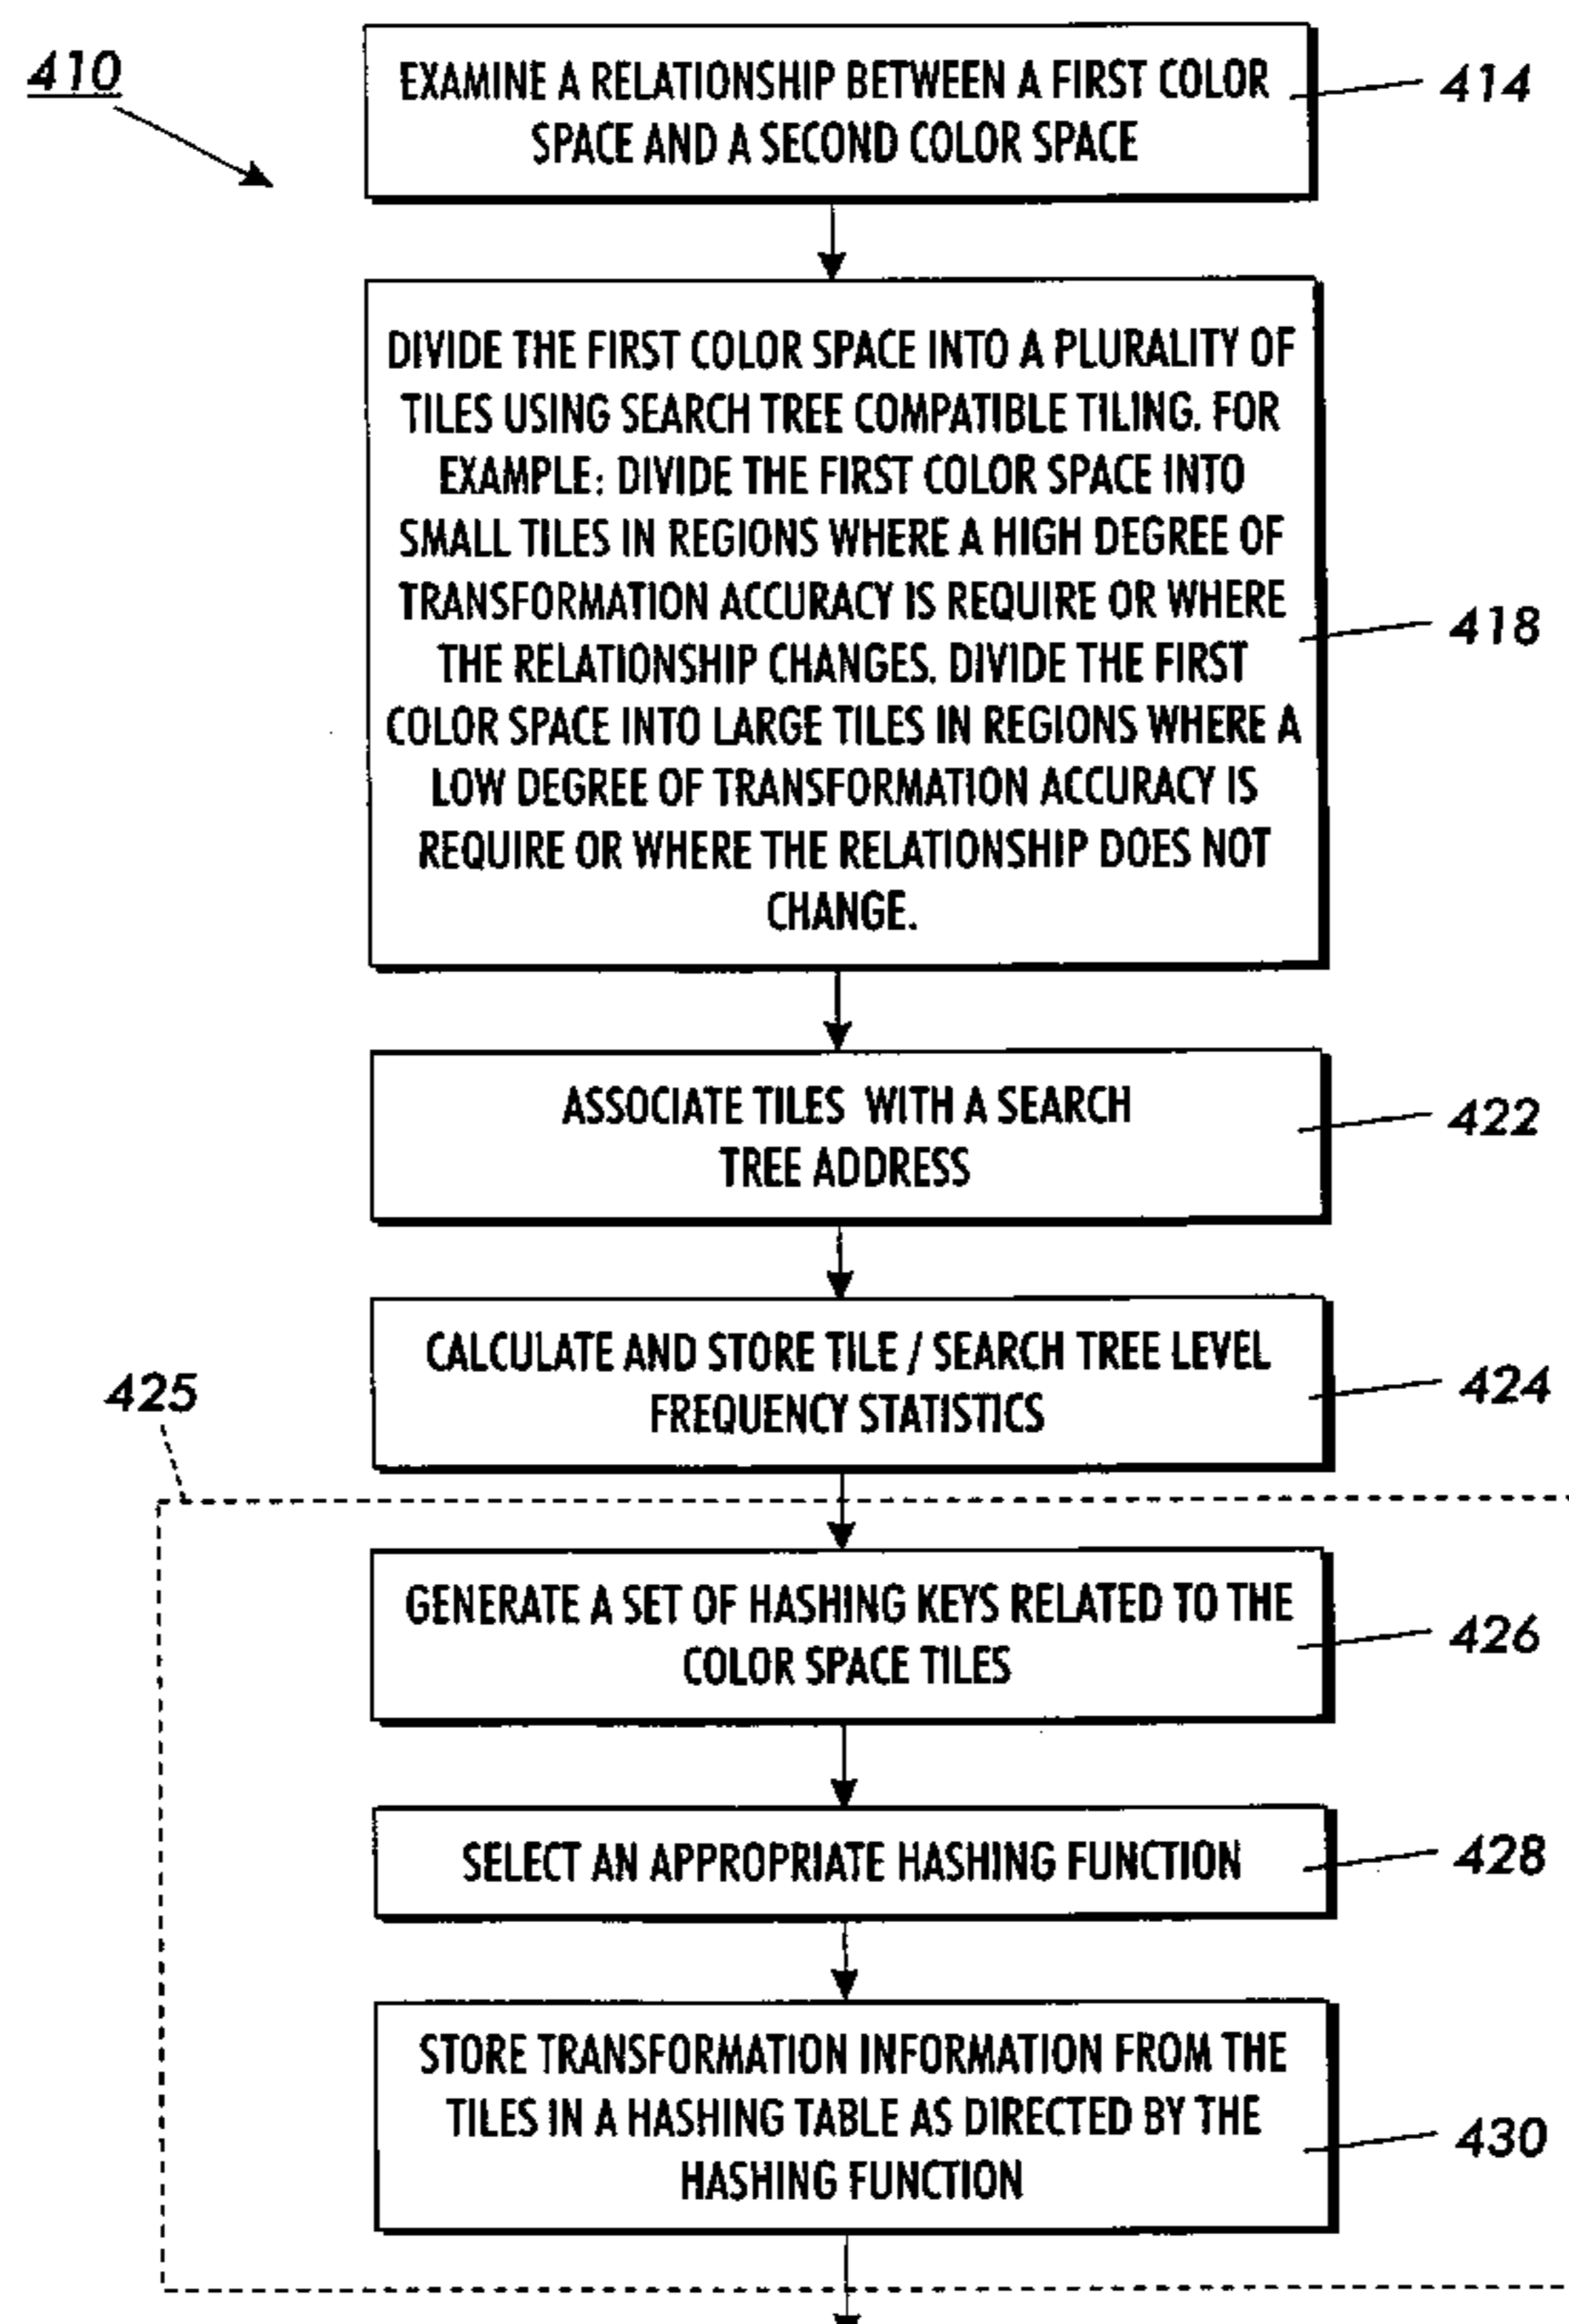 410
EXAMINE A RELATIONSHIP BETWEEN A FIRST COLOR
SPACE AND A SECOND COLOR SPACE
414
DIVIDE THE FIRST COLOR SPACE INTO A PLURALITY OF
TILES USING SEARCH TREE COMPATIBLE TILING. FOR
EXAMPLE: DIVIDE THE FIRST COLOR SPACE INTO
SMALL TILES IN REGIONS WHERE A HIGH DEGREE OF
TRANSFORMATION ACCURACY IS REQUIRE OR WHERE
THE RELATIONSHIP CHANGES. DIVIDE THE FIRST
COLOR SPACE INTO LARGE TILES IN REGIONS WHERE A
LOW DEGREE OF TRANSFORMATION ACCURACY IS
REQUIRE OR WHERE THE RELATIONSHIP DOES NOT
CHANGE.
418
ASSOCIATE TILES WITH A SEARCH
TREE ADDRESS
422
CALCULATE AND STORE TILE / SEARCH TREE LEVEL
FREQUENCY STATISTICS
424
425
GENERATE A SET OF HASHING KEYS RELATED TO THE
COLOR SPACE TILES
426
SELECT AN APPROPRIATE HASHING FUNCTION
428
STORE TRANSFORMATION INFORMATION FROM THE
TILES IN A HASHING TABLE AS DIRECTED BY THE
HASHING FUNCTION
430